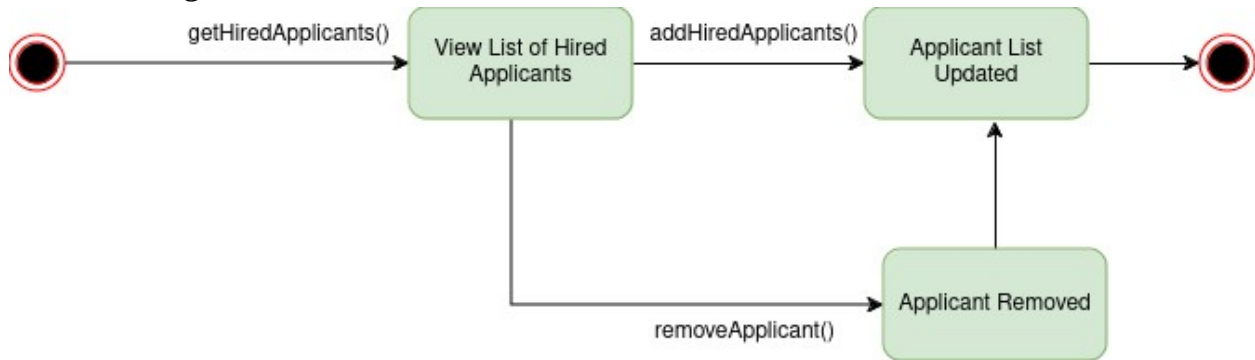 getHiredApplicants()
View List of Hired
Applicants
addHiredApplicants()
Applicant List
Updated
Applicant Removed
removeApplicant()